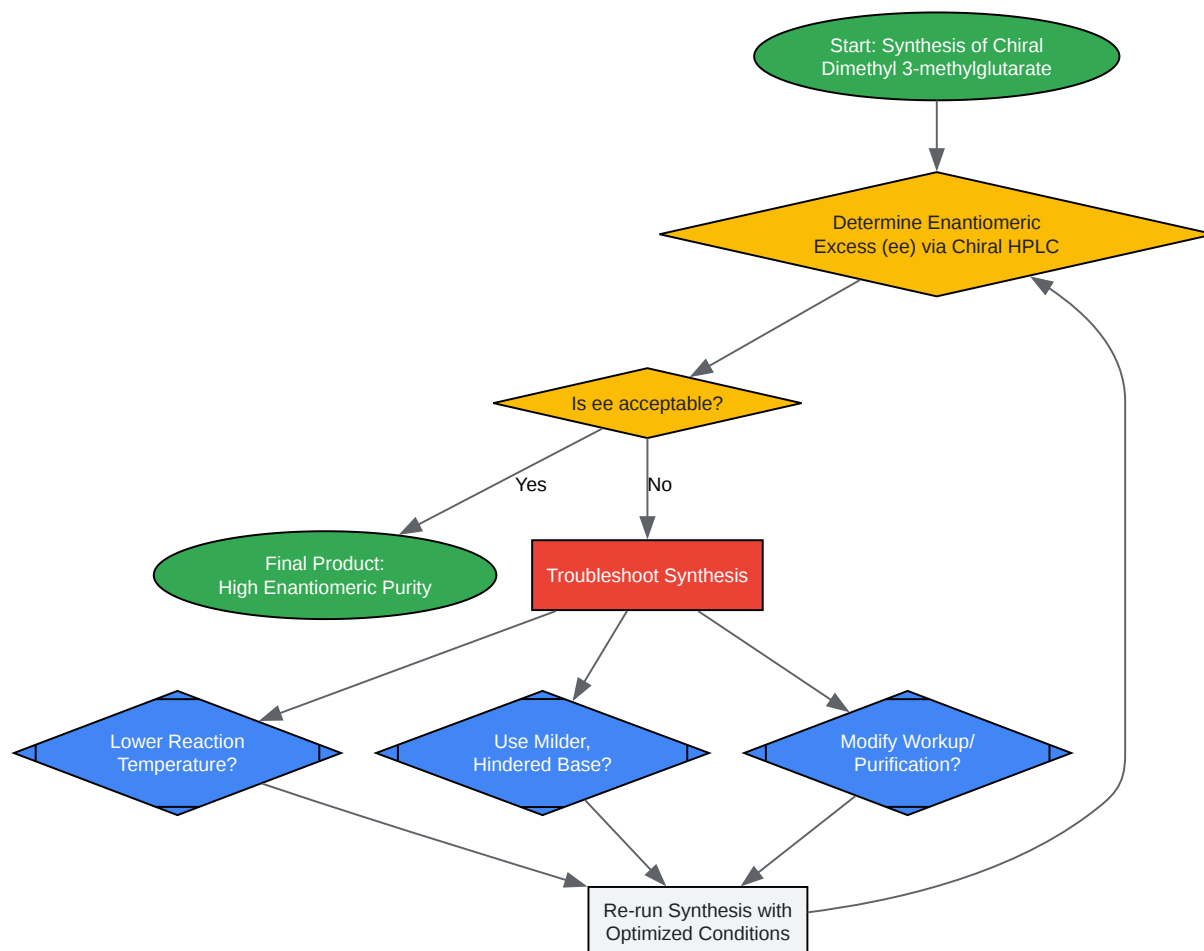 Start: Synthesis of Chiral
Dimethyl 3-methylglutarate
Determine Enantiomeric
Excess (ee) via Chiral HPLC
Is ee acceptable?
Yes
No
Final Product:
High Enantiomeric Purity
Troubleshoot Synthesis
Lower Reaction
Temperature?
Use Milder,
Hindered Base?
Modify Workup/
Purification?
Re-run Synthesis with
Optimized Conditions